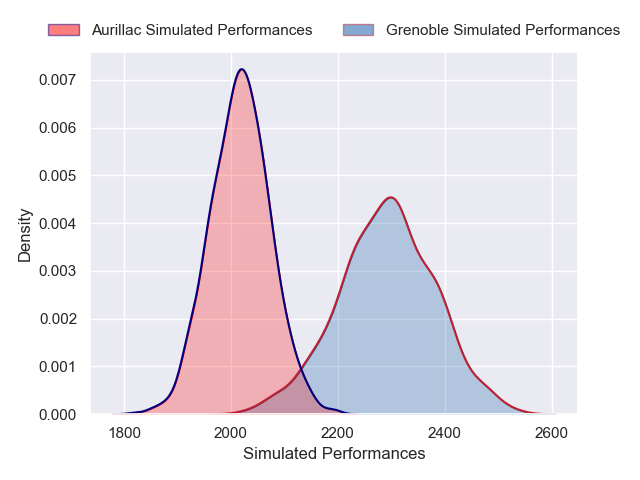 Aurillac Simulated Performances Grenoble Simulated Performances
0.007
0.006
0.005
0.004
0.003
0.002
0.001
0.000
Density
1800 2000 2200 2400 2600
Simulated Performances